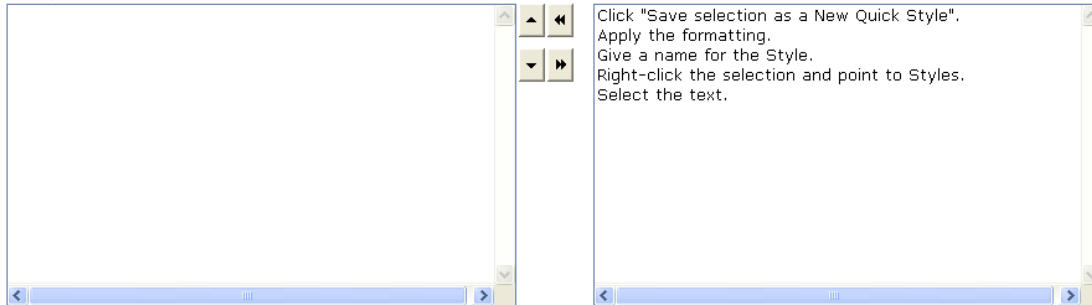 Click "Save selection as a New Quick Style".
Apply the formatting.
Give a name for the Style.
Right-click the selection and point to Styles.
Select the text.